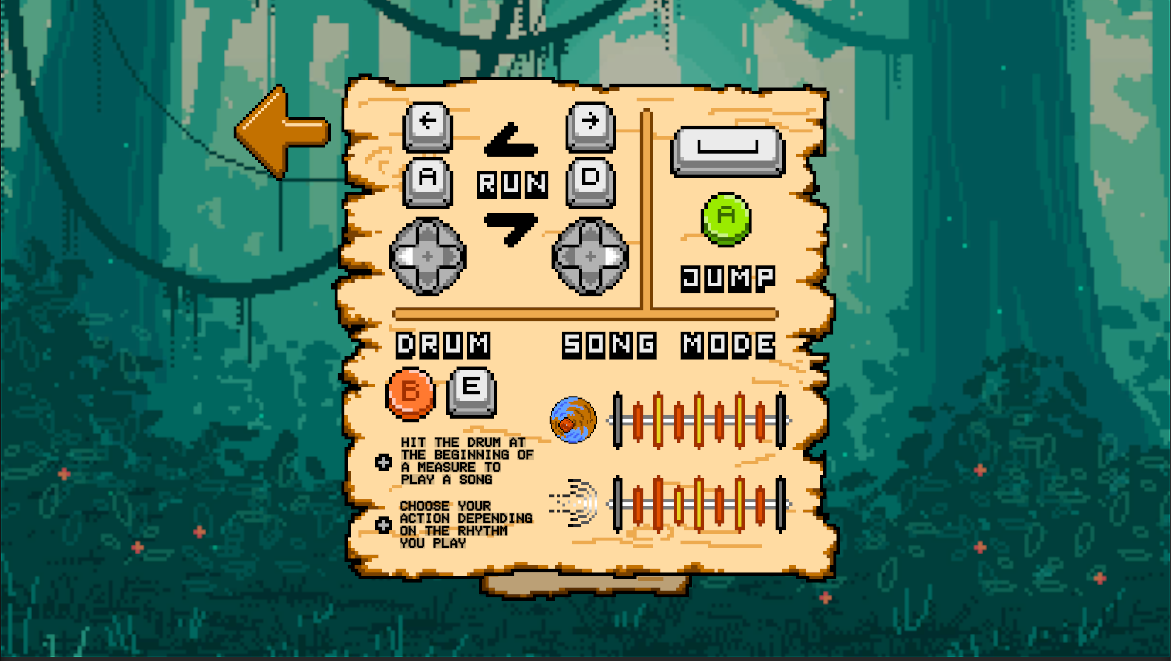 ← →
A RUN D
A
JUMP
DRUM SONG MODE
B E
HIT THE DRUM AT
THE BEGINNING OF
A MEASURE TO
PLAY A SONG
CHOOSE YOUR
ACTION DEPENDING
ON THE RHYTHM
YOU PLAY